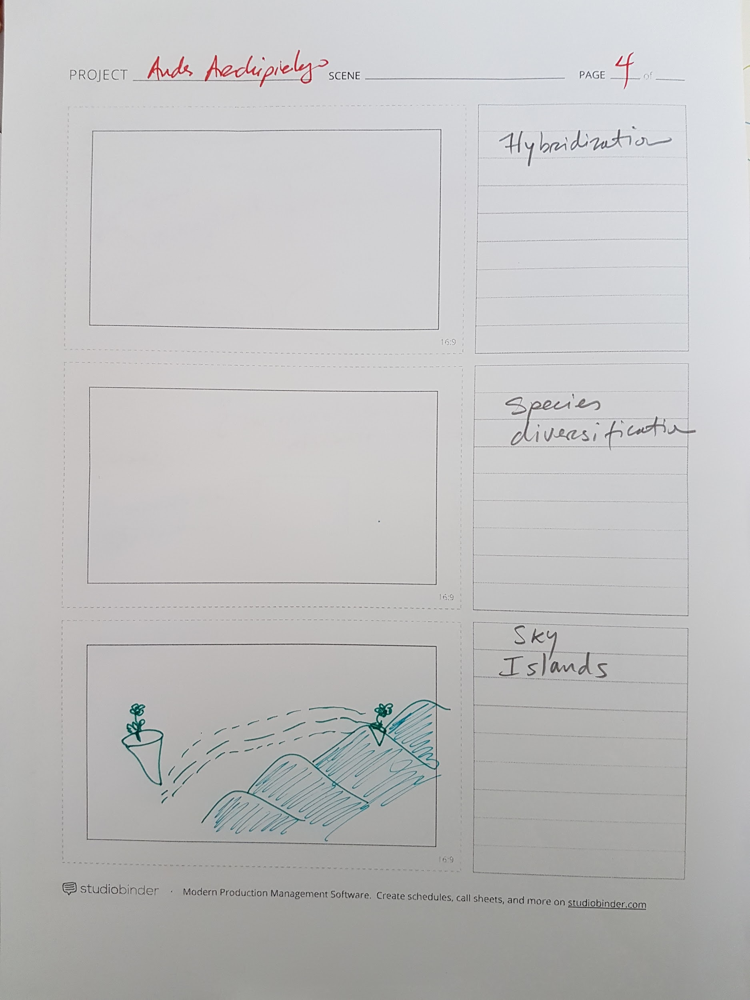 PROJECT Andes Archipielago SCENE PAGE 4 of
Hybridization
16:9
Species
diversification
16:9
Sky
Islands
16:9
studiobinder · Modern Production Management Software. Create schedules, call sheets, and more on studiobinder.com